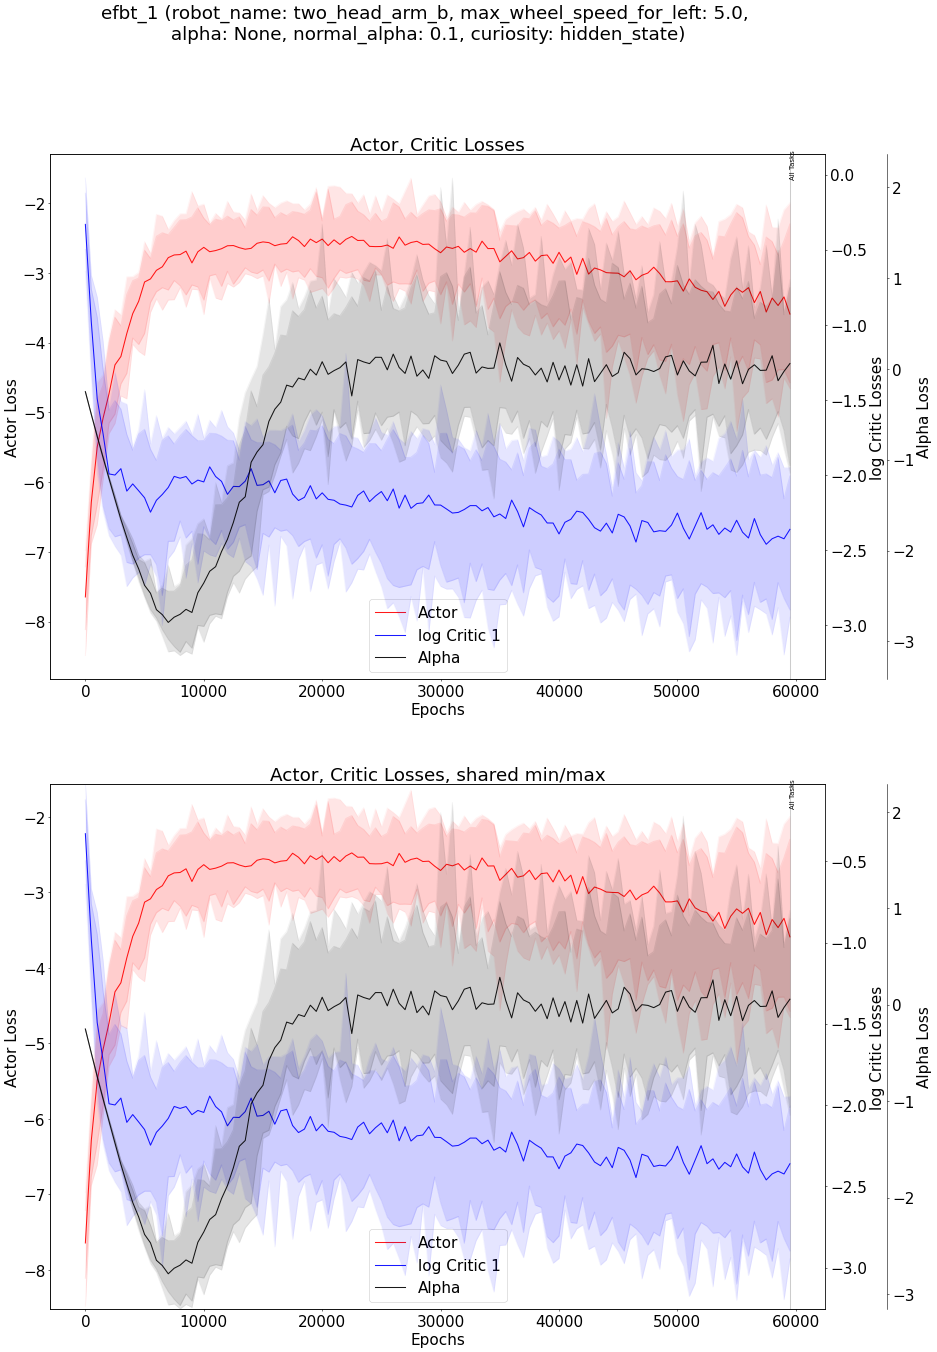 efbt_1 (robot_name: two_head_arm_b, max_wheel_speed_for_left: 5.0,
alpha: None, normal_alpha: 0.1, curiosity: hidden_state)
Actor, Critic Losses
All Tasks
Actor Loss
−2
−3
−4
−5
−6
−7
−8
0.0
−0.5
−1.0
−1.5
−2.0
−2.5
−3.0
log Critic Losses
2
1
0
−1
−2
−3
Alpha Loss
Actor
log Critic 1
Alpha
0 10000 20000 30000 40000 50000 60000
Epochs
Actor, Critic Losses, shared min/max
All Tasks
Actor Loss
−2
−3
−4
−5
−6
−7
−8
−0.5
−1.0
−1.5
−2.0
−2.5
−3.0
log Critic Losses
2
1
0
−1
−2
−3
Alpha Loss
Actor
log Critic 1
Alpha
0 10000 20000 30000 40000 50000 60000
Epochs